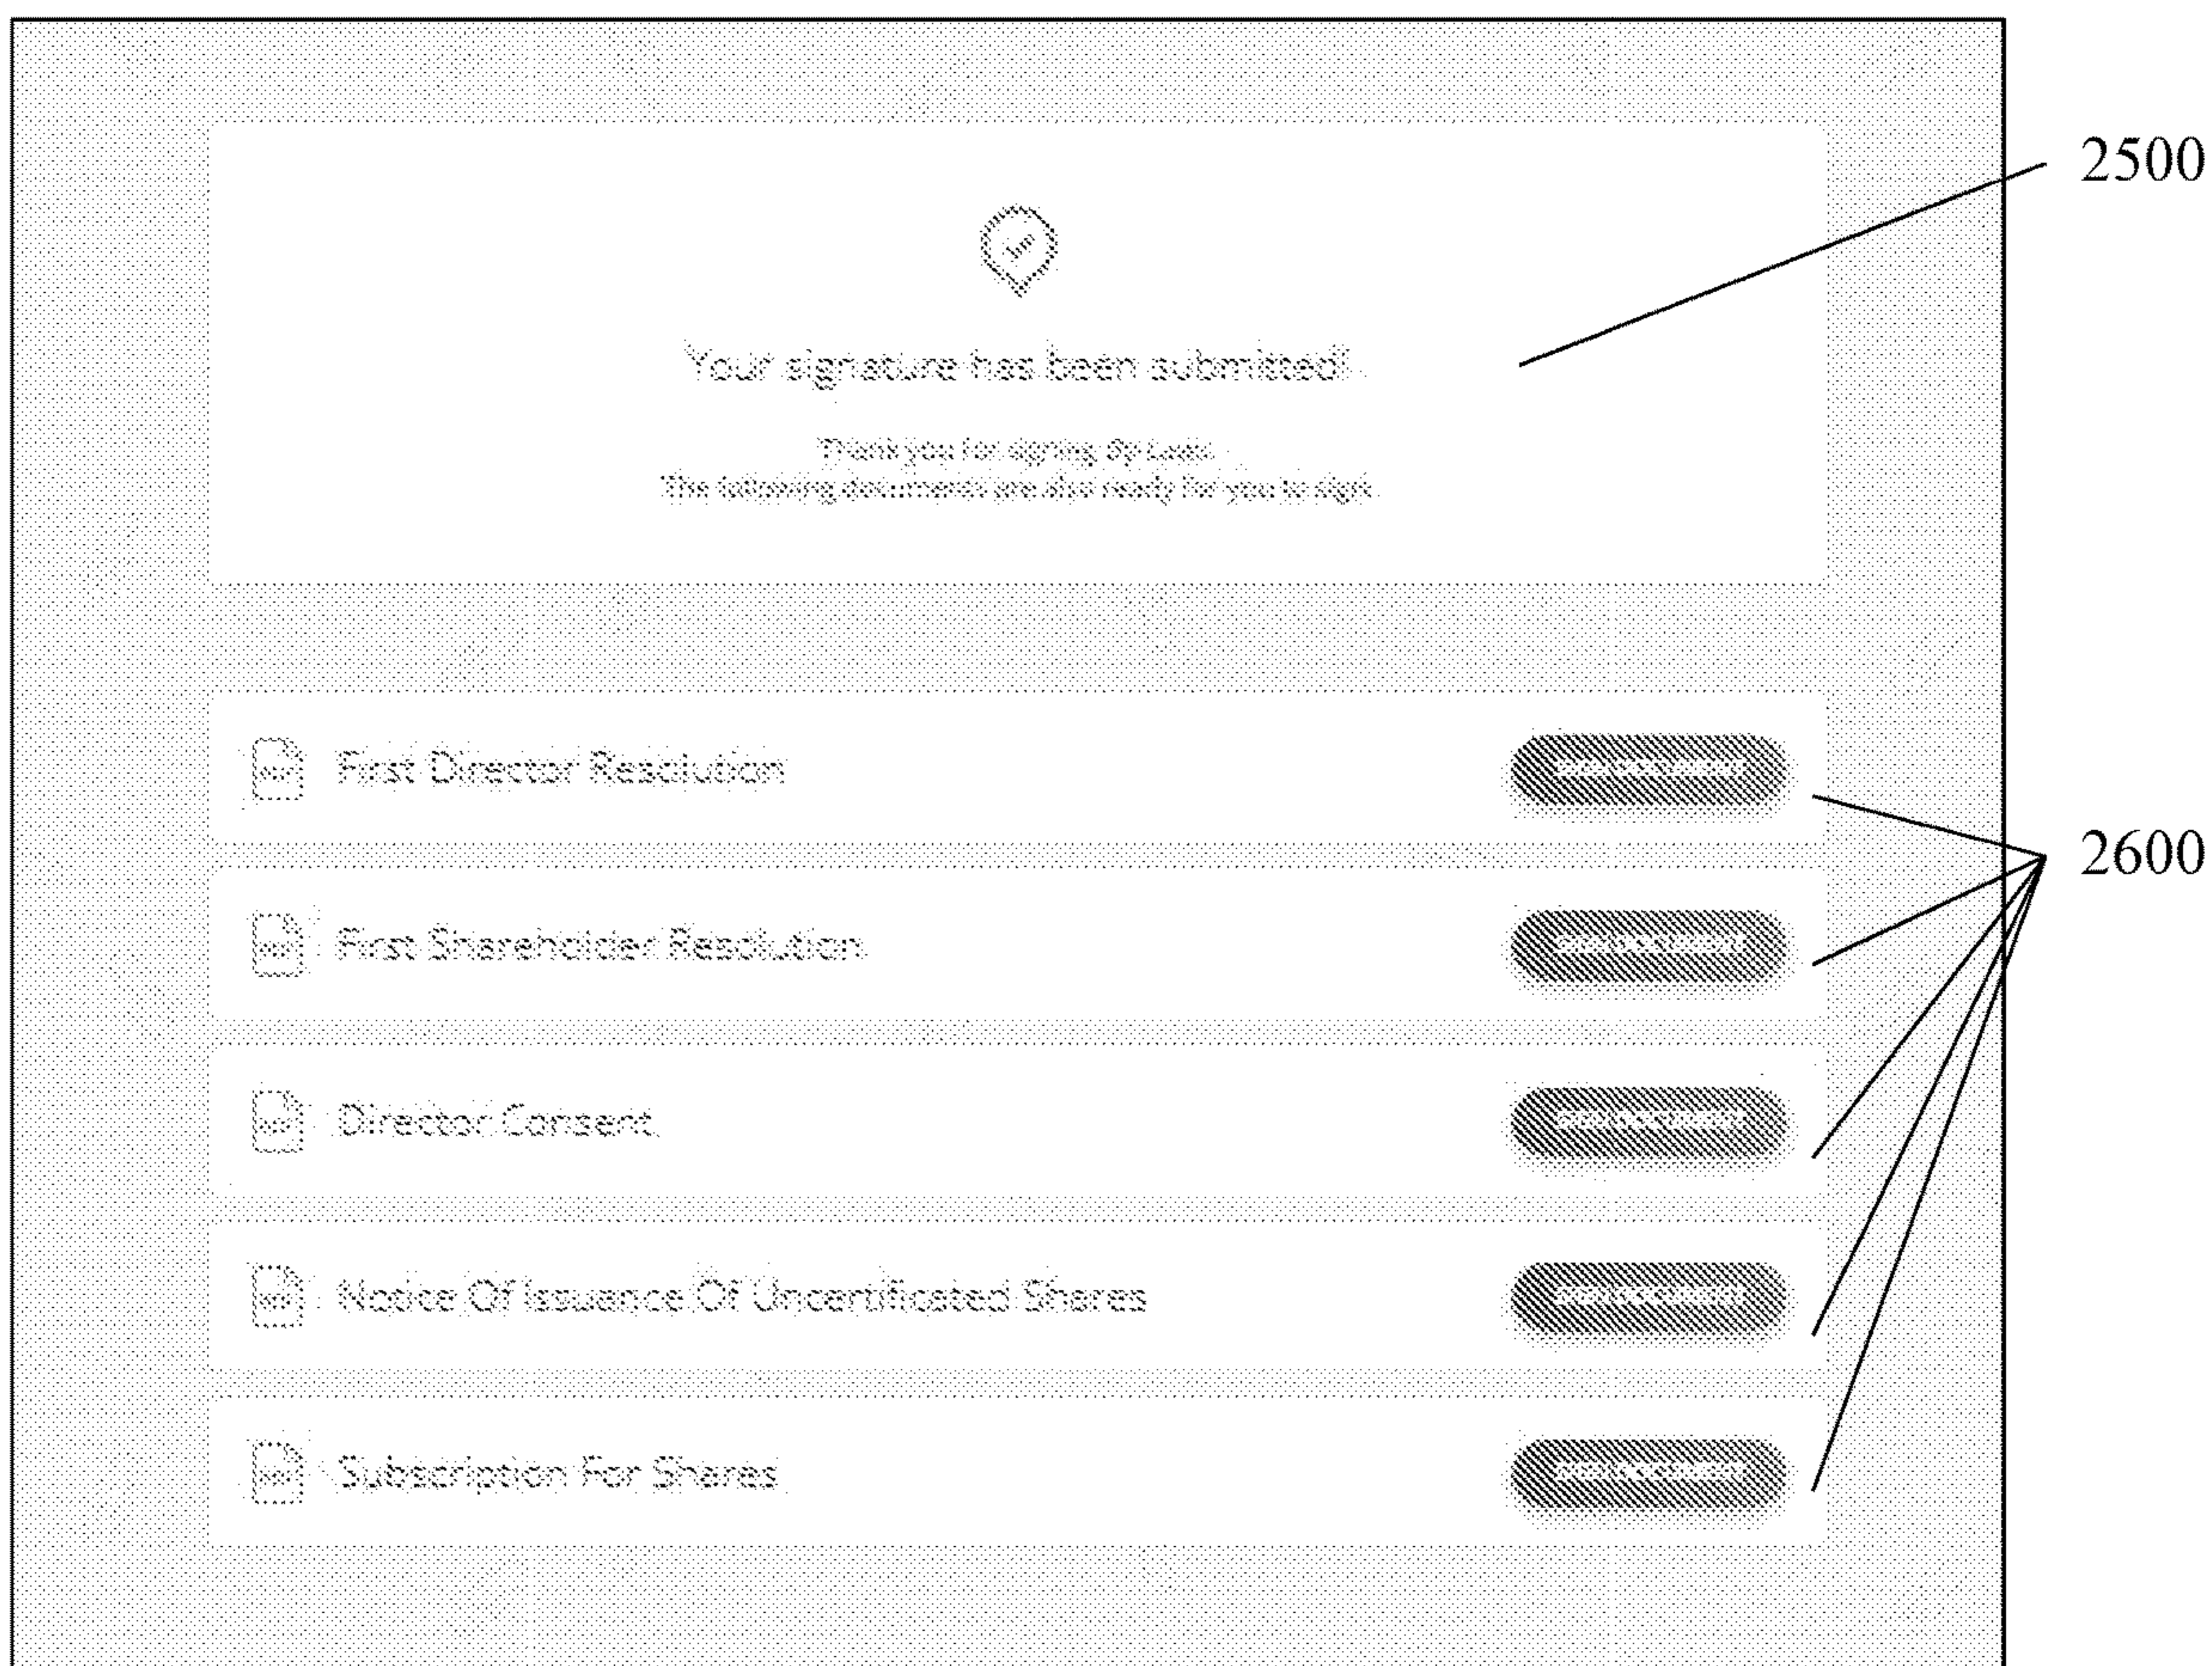 2500
Your signature has been submitted!
Thank you for signing By-Laws.
The following documents are also ready for you to sign:
First Director Resolution
2600
First Shareholder Resolution
Director Consent
Notice Of Issuance Of Uncertificated Shares
Subscription For Shares